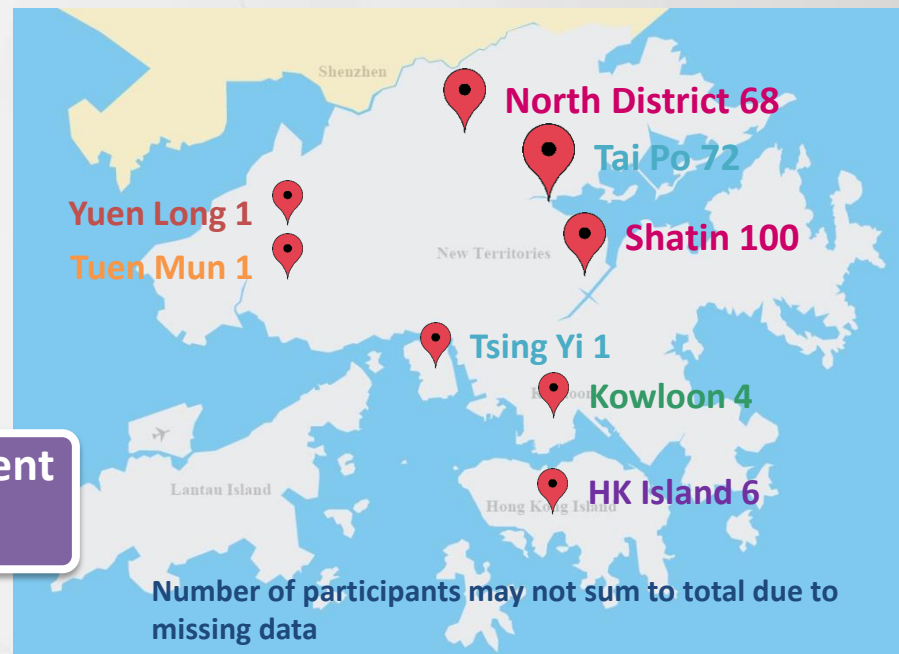 Shenzhen
North District 68
Tai Po 72
Yuen Long 1
Shatin 100
New Territories
Tuen Mun 1
Tsing Yi 1
Kowloon 4
Lantau Island
HK Island 6
Hong Kong Island
Number of participants may not sum to total due to
missing data